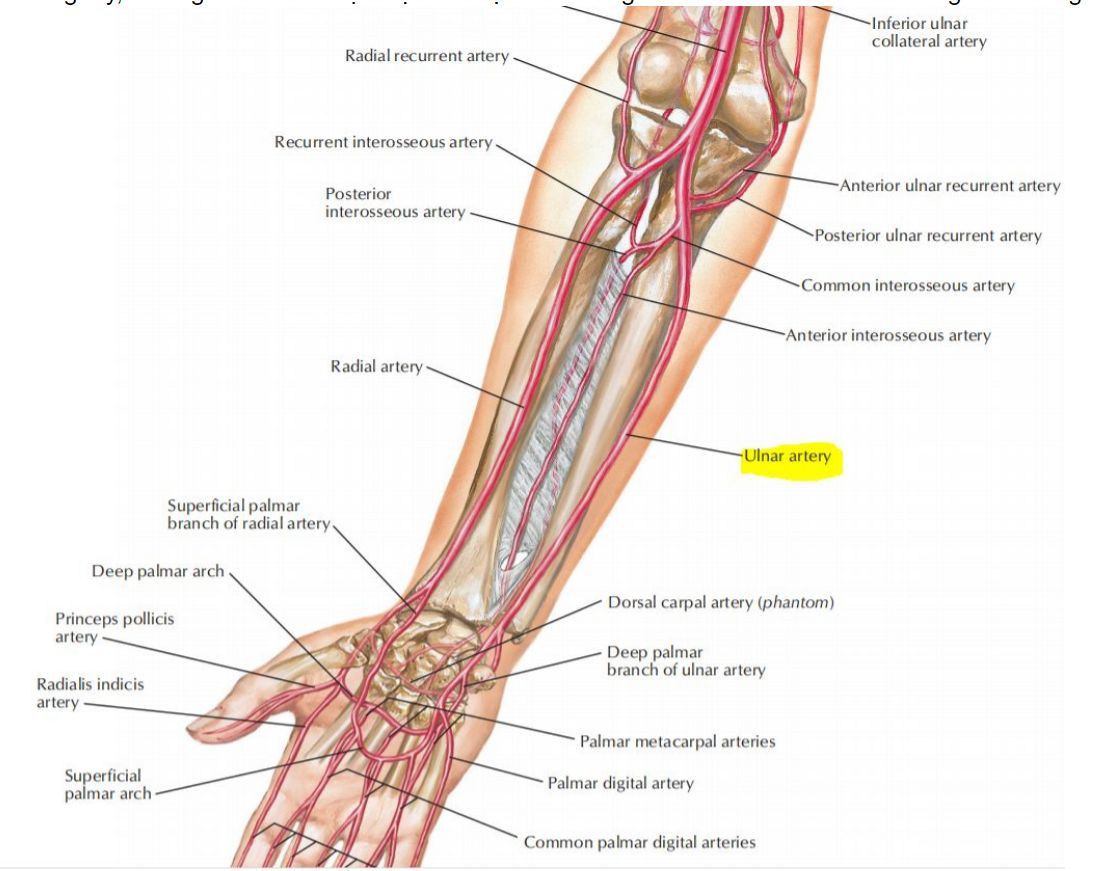 Inferior ulnar
collateral artery
Radial recurrent artery
Recurrent interosseous artery
Posterior
interosseous artery
Anterior ulnar recurrent artery
Posterior ulnar recurrent artery
Common interosseous artery
Anterior interosseous artery
Radial artery
Ulnar artery
Superficial palmar
branch of radial artery
Deep palmar arch
Dorsal carpal artery (phantom)
Princeps pollicis
artery
Deep palmar
branch of ulnar artery
Radialis indicis
artery
Palmar metacarpal arteries
Superficial
palmar arch
Palmar digital artery
Common palmar digital arteries